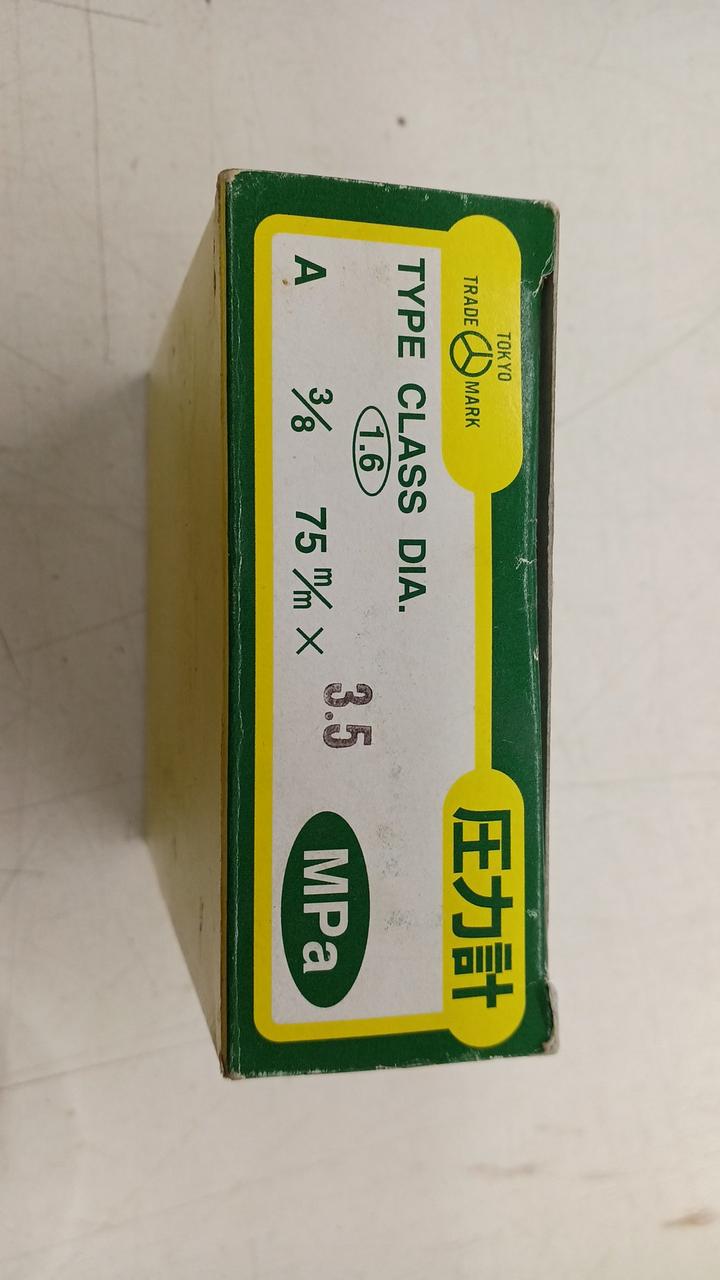 TOKYO
TRADE MARK
圧力計
TYPE CLASS DIA.
1.6
A 3/8 75 m/m × 3.5 MPa